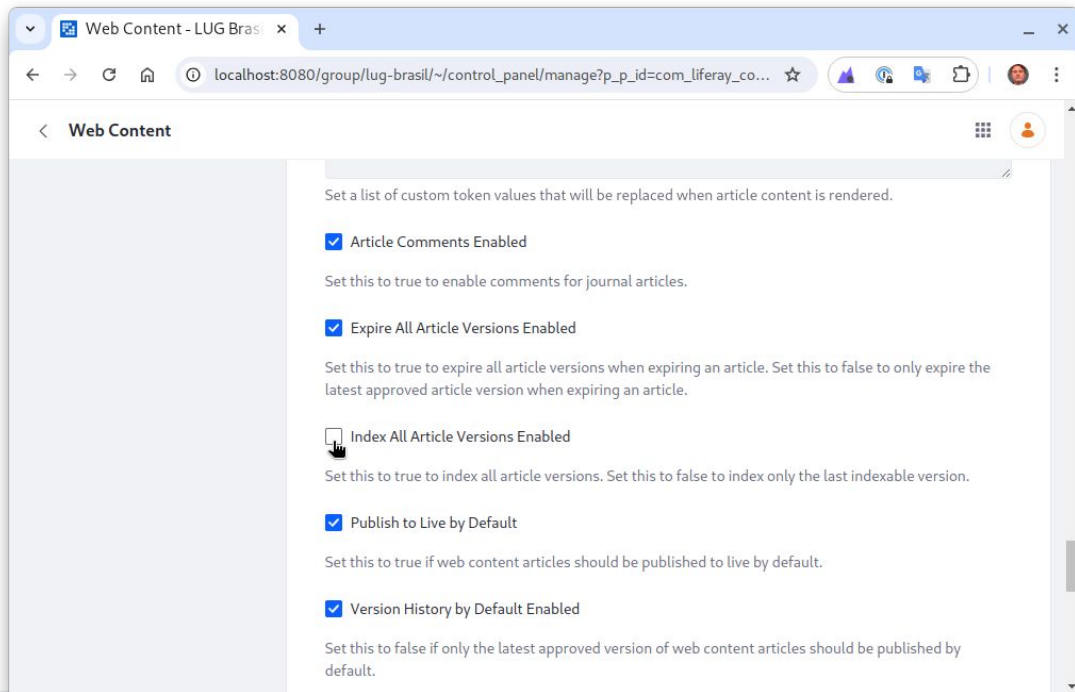 Web Content - LUG Bras
localhost:8080/group/lug-brasil/~/control_panel/manage?p_p_id=com_liferay_co...
Web Content
Set a list of custom token values that will be replaced when article content is rendered.
Article Comments Enabled
Set this to true to enable comments for journal articles.
Expire All Article Versions Enabled
Set this to true to expire all article versions when expiring an article. Set this to false to only expire the
latest approved article version when expiring an article.
Index All Article Versions Enabled
Set this to true to index all article versions. Set this to false to index only the last indexable version.
Publish to Live by Default
Set this to true if web content articles should be published to live by default.
Version History by Default Enabled
Set this to false if only the latest approved version of web content articles should be published by
default.